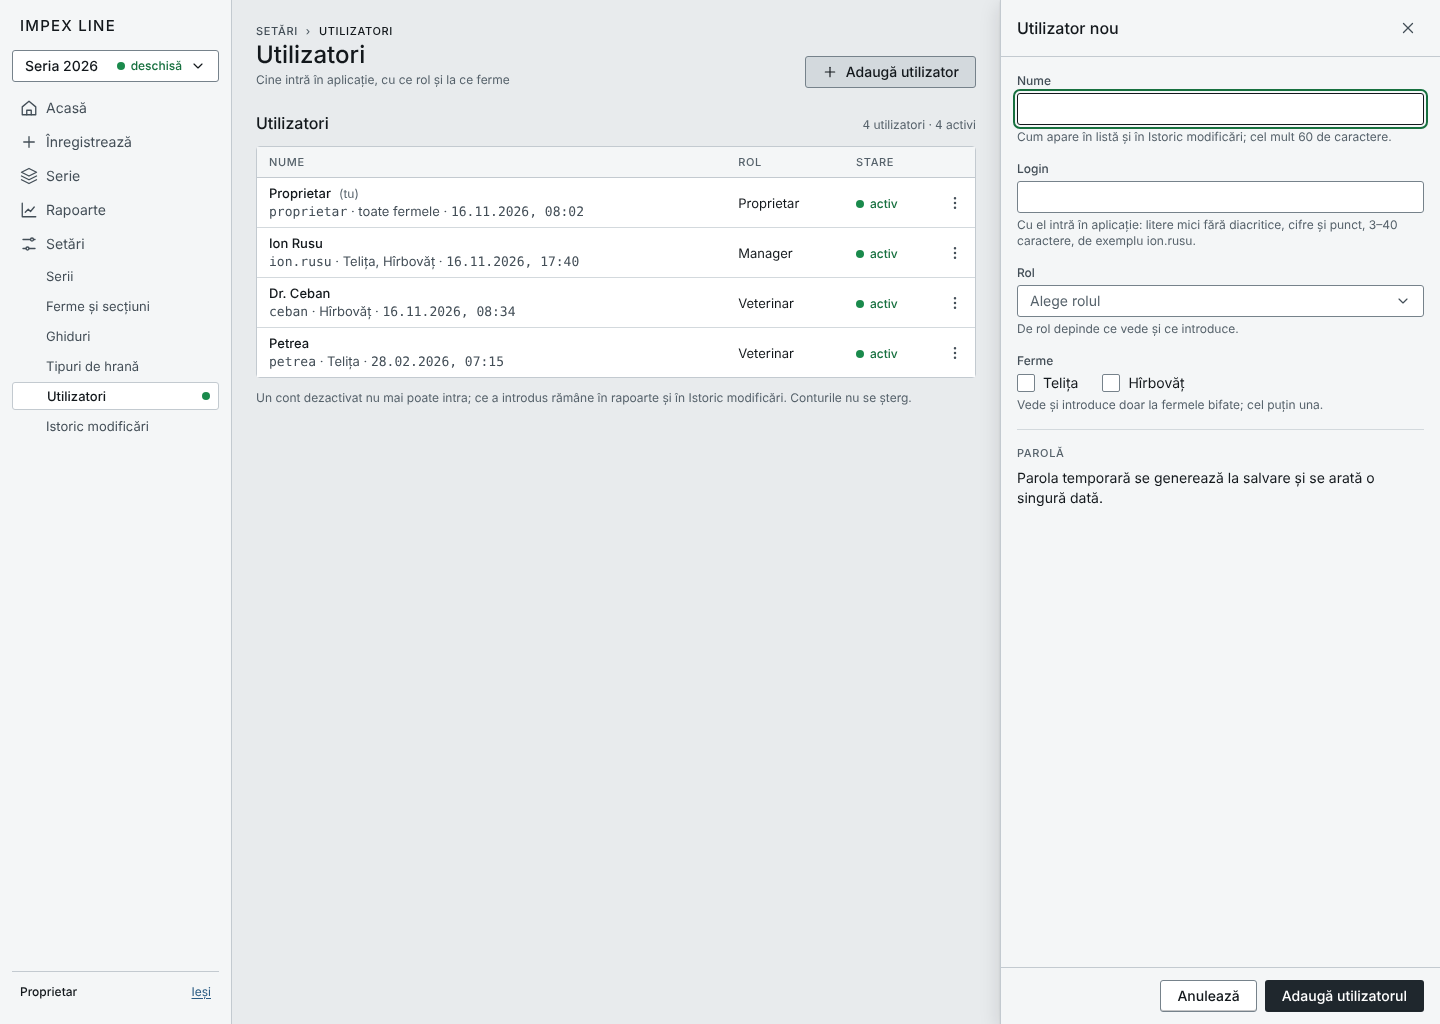 IMPEX LINE
Seria 2026 deschisă
Acasă
Înregistrează
Serie
Rapoarte
Setări
Serii
Ferme și secțiuni
Ghiduri
Tipuri de hrană
Utilizatori
Istoric modificări
Proprietar Ieși
SETĂRI › UTILIZATORI
Utilizatori
Cine intră în aplicație, cu ce rol și la ce ferme
Adaugă utilizator
Utilizatori
4 utilizatori · 4 activi
NUME ROL STARE
Proprietar (tu)
proprietar · toate fermele · 16.11.2026, 08:02
Proprietar activ
Ion Rusu
ion.rusu · Telița, Hîrbovăț · 16.11.2026, 17:40
Manager activ
Dr. Ceban
ceban · Hîrbovăț · 16.11.2026, 08:34
Veterinar activ
Petrea
petrea · Telița · 28.02.2026, 07:15
Veterinar activ
Un cont dezactivat nu mai poate intra; ce a introdus rămâne în rapoarte și în Istoric modificări. Conturile nu se șterg.
Utilizator nou
Nume
Cum apare în listă și în Istoric modificări; cel mult 60 de caractere.
Login
Cu el intră în aplicație: litere mici fără diacritice, cifre și punct, 3–40
caractere, de exemplu ion.rusu.
Rol
Alege rolul
De rol depinde ce vede și ce introduce.
Ferme
Telița Hîrbovăț
Vede și introduce doar la fermele bifate; cel puțin una.
PAROLĂ
Parola temporară se generează la salvare și se arată o
singură dată.
Anulează Adaugă utilizatorul